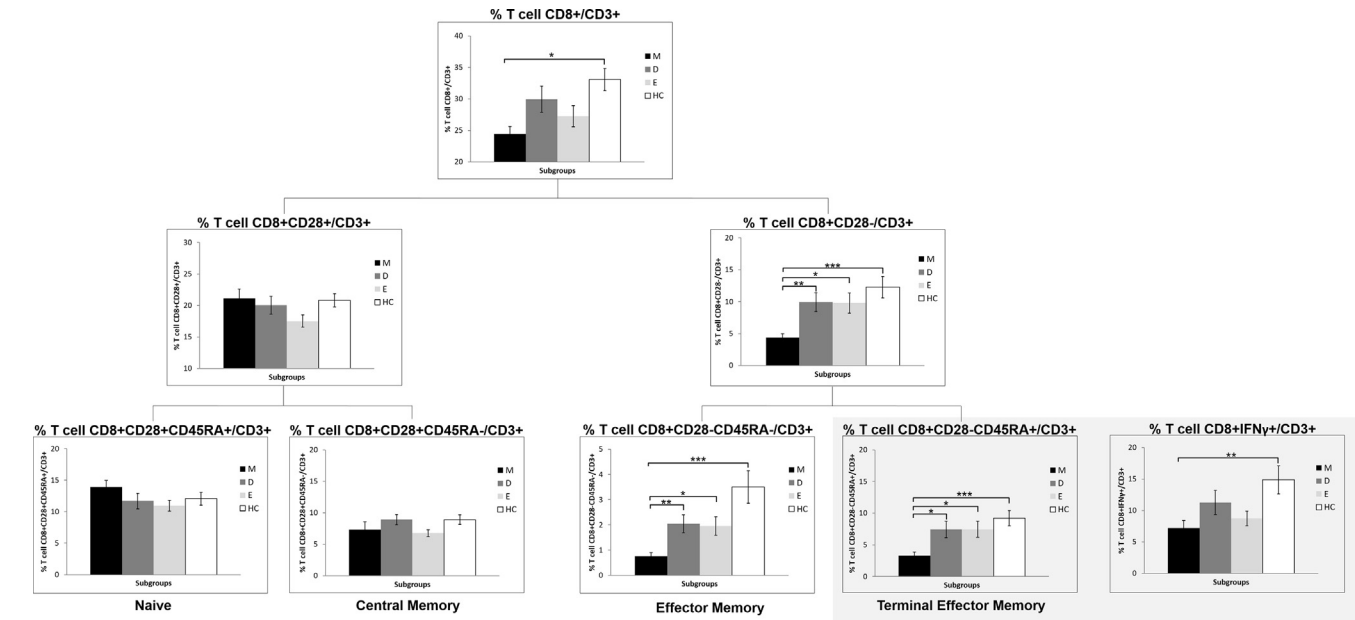 % T cell CD8+/CD3+
% T cell CD8+/CD3+
40
35
30
25
20
*
M
D
E
HC
Subgroups
% T cell CD8+CD28+/CD3+
% T cell CD8+CD28+/CD3+
30
25
20
15
10
M
D
E
HC
Subgroups
% T cell CD8+CD28-/CD3+
% T cell CD8+CD28-/CD3+
20
15
10
5
0
***
*
**
M
D
E
HC
Subgroups
% T cell CD8+CD28+CD45RA+/CD3+
% T cell CD8+CD28+CD45RA+/CD3+
20
15
10
5
0
M
D
E
HC
Subgroups
Naive
% T cell CD8+CD28+CD45RA-/CD3+
% T cell CD8+CD28+CD45RA-/CD3+
20
15
10
5
0
M
D
E
HC
Subgroups
Central Memory
% T cell CD8+CD28-CD45RA-/CD3+
% T cell CD8+CD28-CD45RA-/CD3+
5
4
3
2
1
0
***
*
**
M
D
E
HC
Subgroups
Effector Memory
% T cell CD8+CD28-CD45RA+/CD3+
% T cell CD8+CD28-CD45RA+/CD3+
20
15
10
5
0
***
*
*
M
D
E
HC
Subgroups
Terminal Effector Memory
% T cell CD8+IFNγ+/CD3+
% T cell CD8+IFNγ+/CD3+
20
15
10
5
0
**
M
D
E
HC
Subgroups